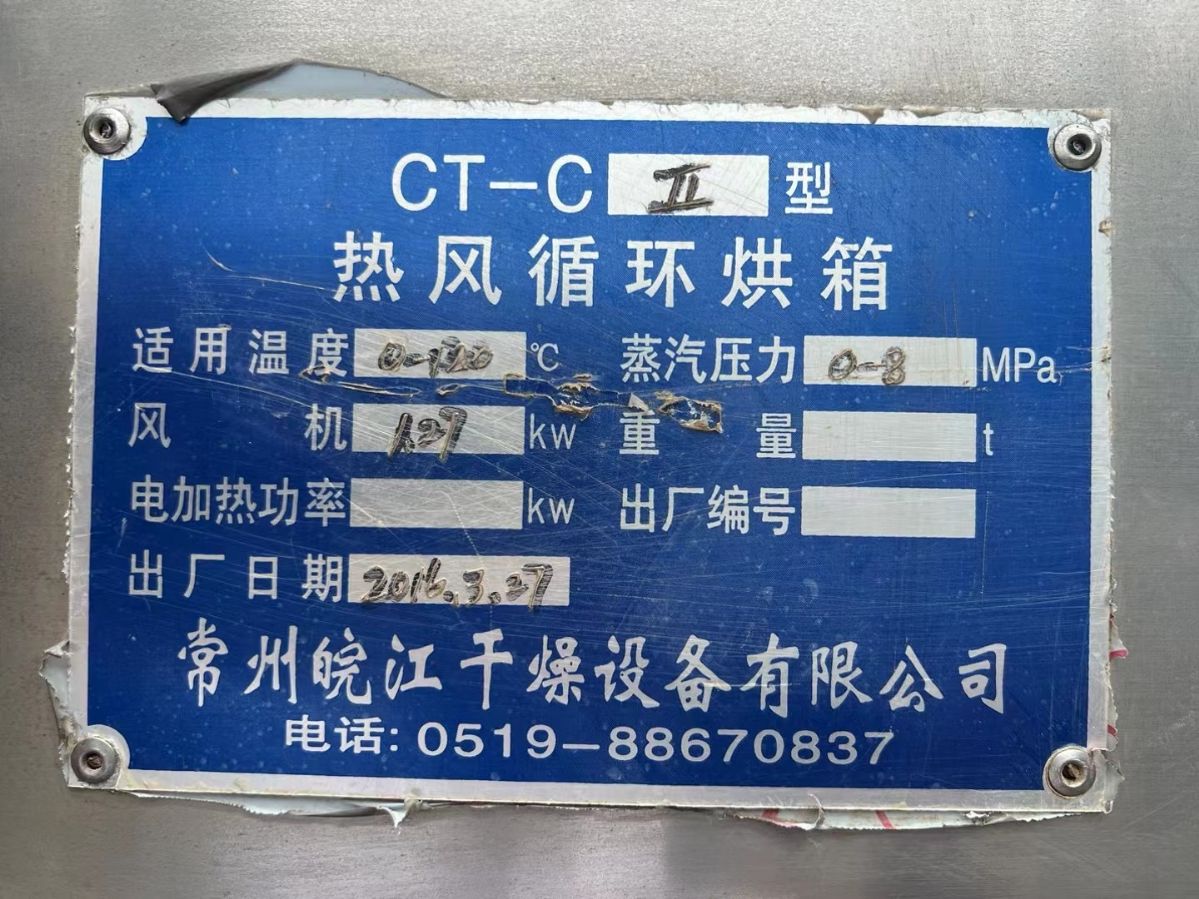 CT-C II 型
热风循环烘箱
适用温度 0-120 ℃ 蒸汽压力 0-8 MPa
风机 1.27 kw 重量 t
电加热功率 kw 出厂编号
出厂日期 2016.3.27
常州皖江干燥设备有限公司
电话: 0519-88670837